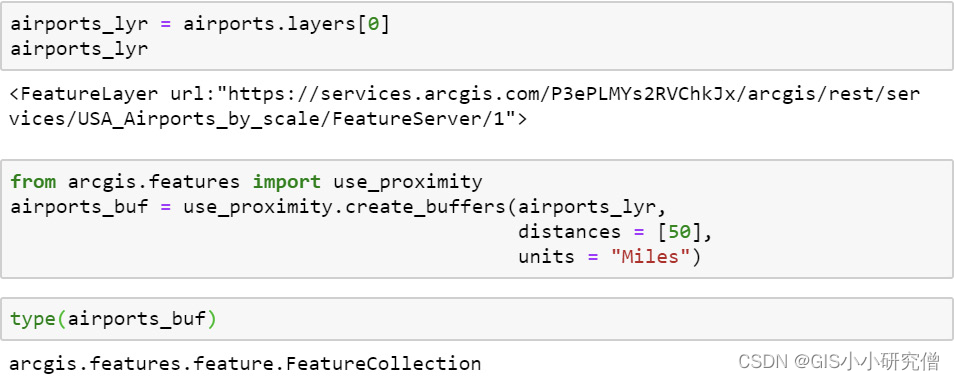 airports_lyr = airports.layers[0]
airports_lyr
<FeatureLayer url:"https://services.arcgis.com/P3ePLMYs2RVChkJx/arcgis/rest/ser
vices/USA_Airports_by_scale/FeatureServer/1">
from arcgis.features import use_proximity
airports_buf = use_proximity.create_buffers(airports_lyr,
distances = [50],
units = "Miles")
type(airports_buf)
arcgis.features.feature.FeatureCollection
CSDN @GIS小小研究僧